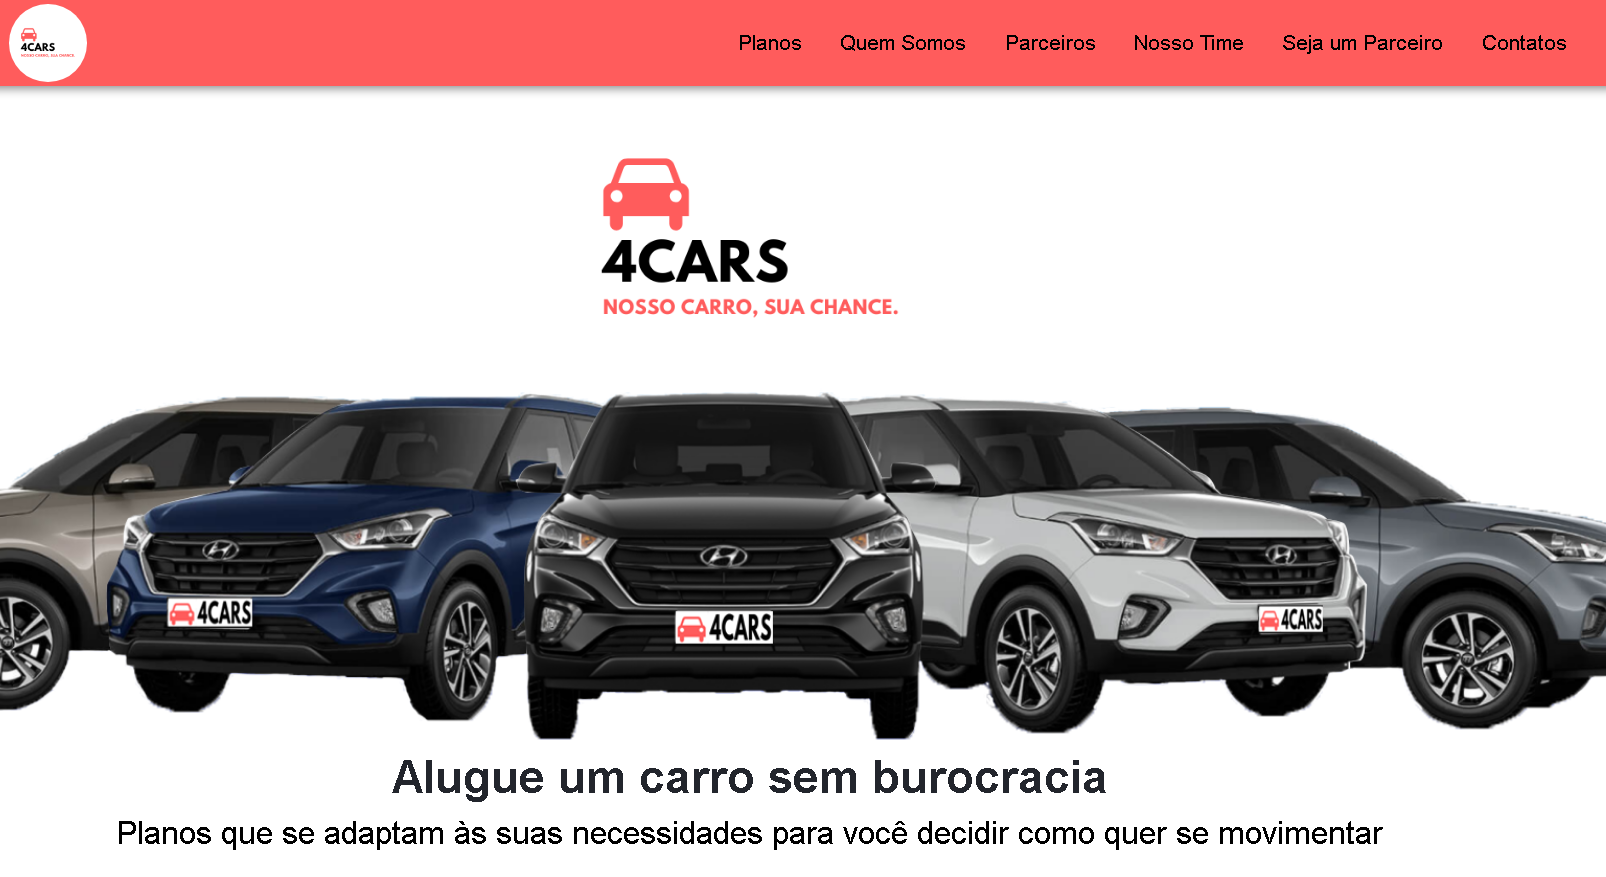 4CARS
NOSSO CARRO, SUA CHANCE.
Planos Quem Somos Parceiros Nosso Time Seja um Parceiro Contatos
4CARS
NOSSO CARRO, SUA CHANCE.
4CARS
4CARS
4CARS
Alugue um carro sem burocracia
Planos que se adaptam às suas necessidades para você decidir como quer se movimentar